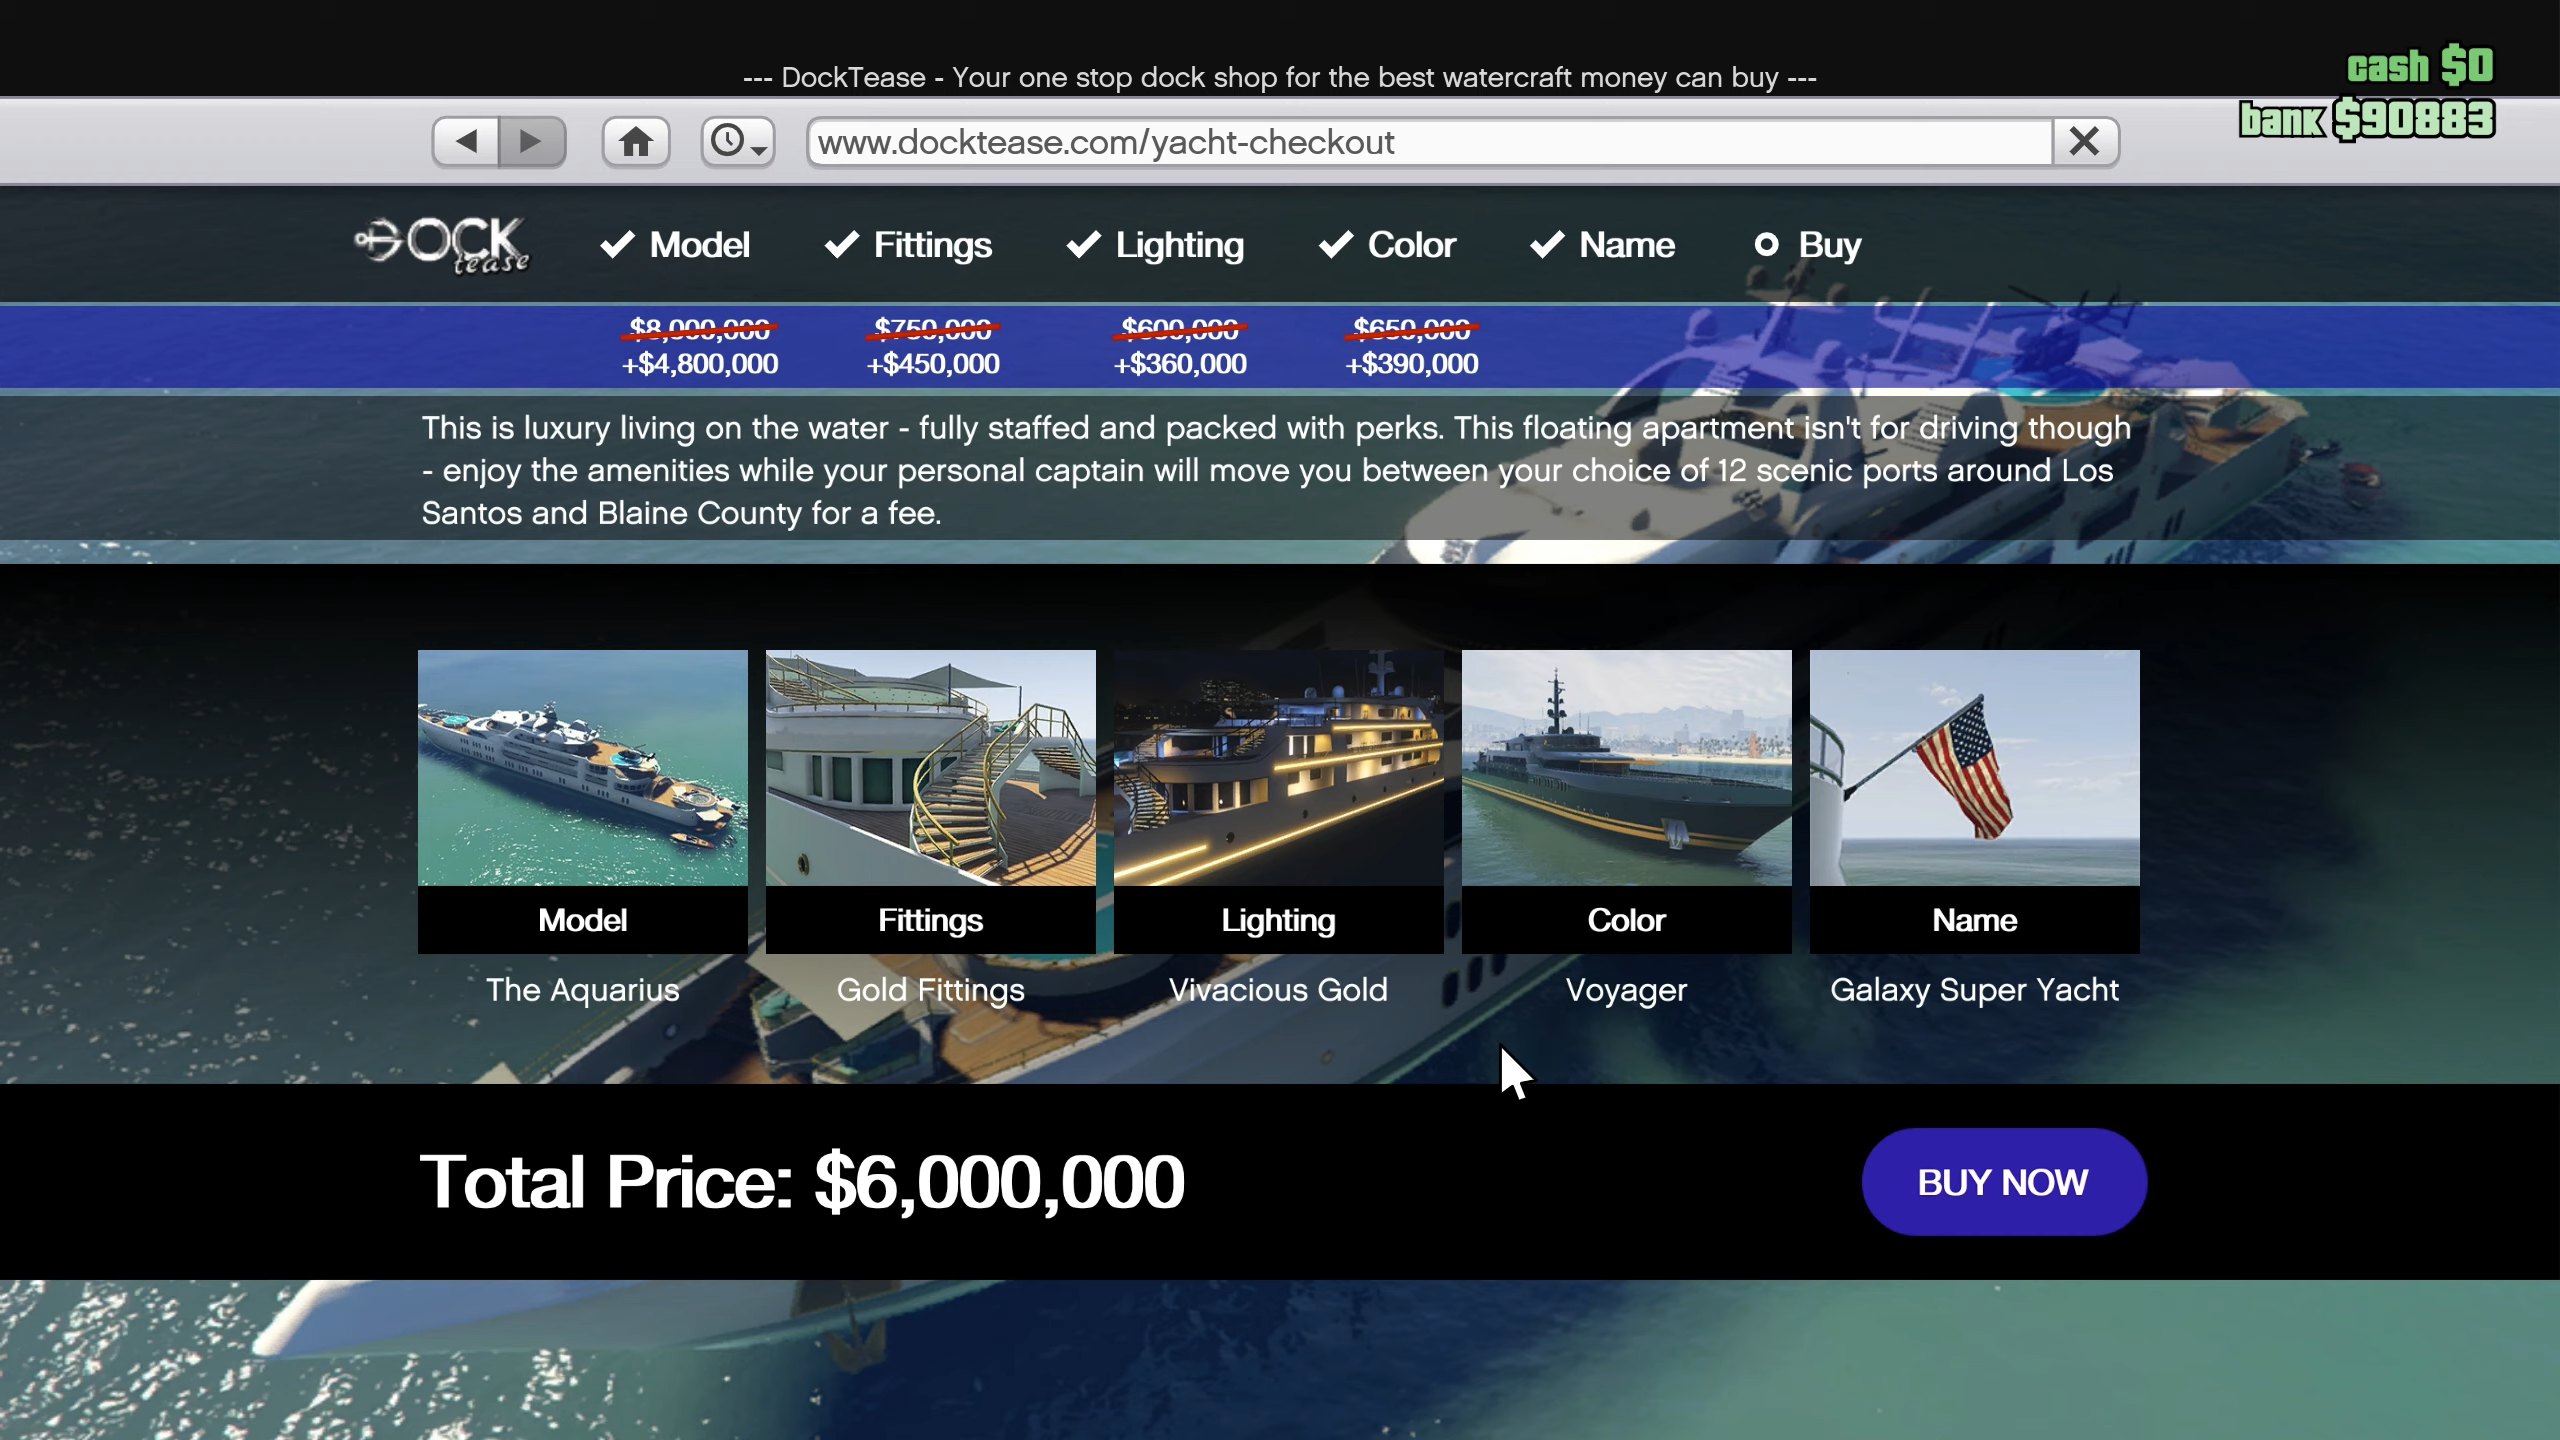 --- DockTease - Your one stop dock shop for the best watercraft money can buy ---
cash $0
bank $90883
www.docktease.com/yacht-checkout
DOCK
tease
Model
Fittings
Lighting
Color
Name
Buy
$8,000,000
$750,000
$600,000
$650,000
+$4,800,000
+$450,000
+$360,000
+$390,000
This is luxury living on the water - fully staffed and packed with perks. This floating apartment isn't for driving though
- enjoy the amenities while your personal captain will move you between your choice of 12 scenic ports around Los
Santos and Blaine County for a fee.
Model
Fittings
Lighting
Color
Name
The Aquarius
Gold Fittings
Vivacious Gold
Voyager
Galaxy Super Yacht
Total Price: $6,000,000
BUY NOW